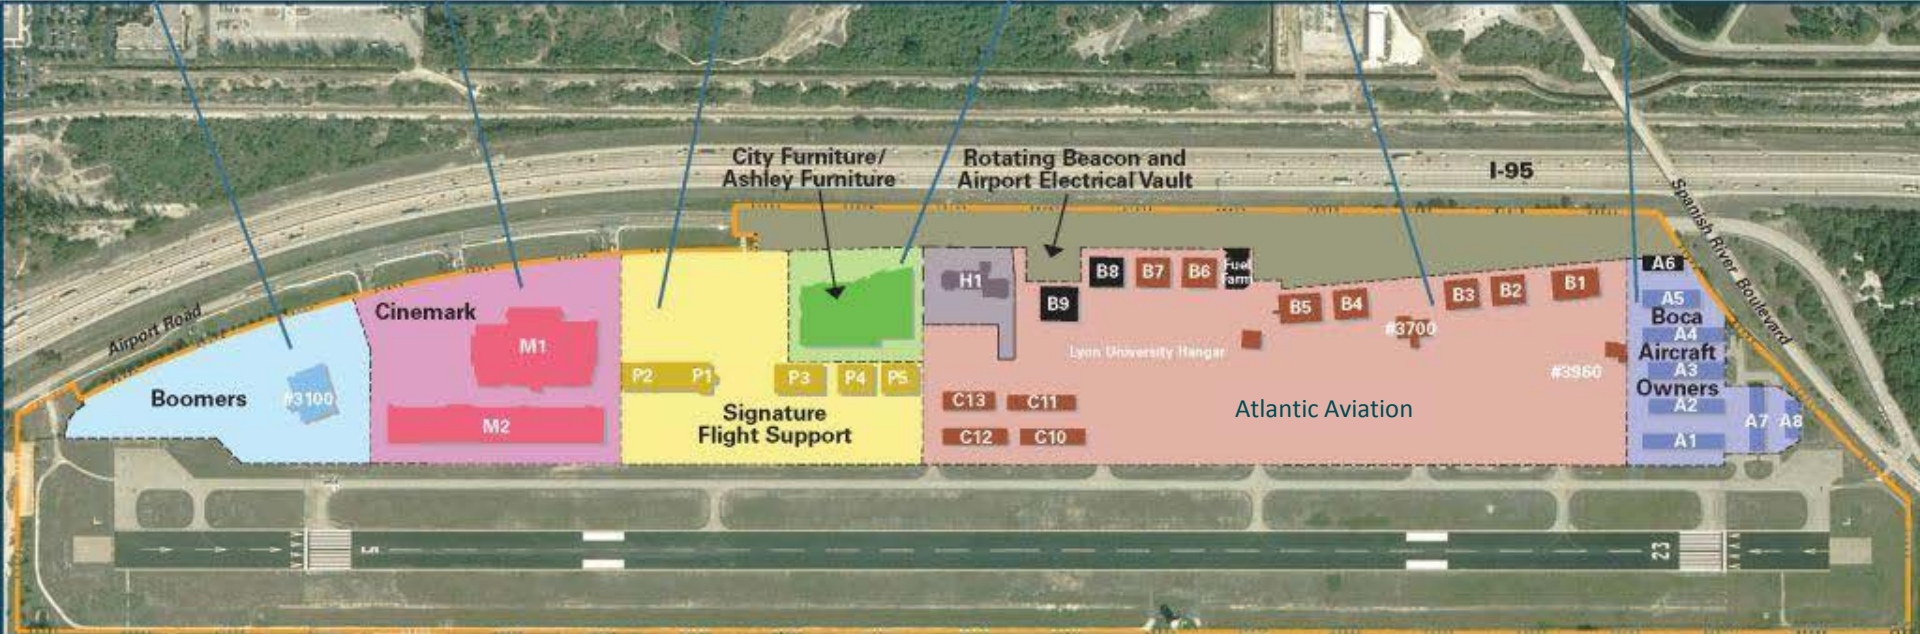 City Furniture/
Ashley Furniture
Rotating Beacon and
Airport Electrical Vault
I-95
Spanish River Boulevard
Airport Road
Boomers
#3100
Cinemark
M1
M2
P2
P1
P3
P4
P5
Signature
Flight Support
H1
B9
B8
B7
B6
Fuel
Farm
B5
B4
B3
B2
B1
#3700
Lyon University Hangar
#3960
C13
C11
C12
C10
Atlantic Aviation
A6
A5
Boca
A4
Aircraft
A3
Owners
A2
A1
A7
A8
5
23